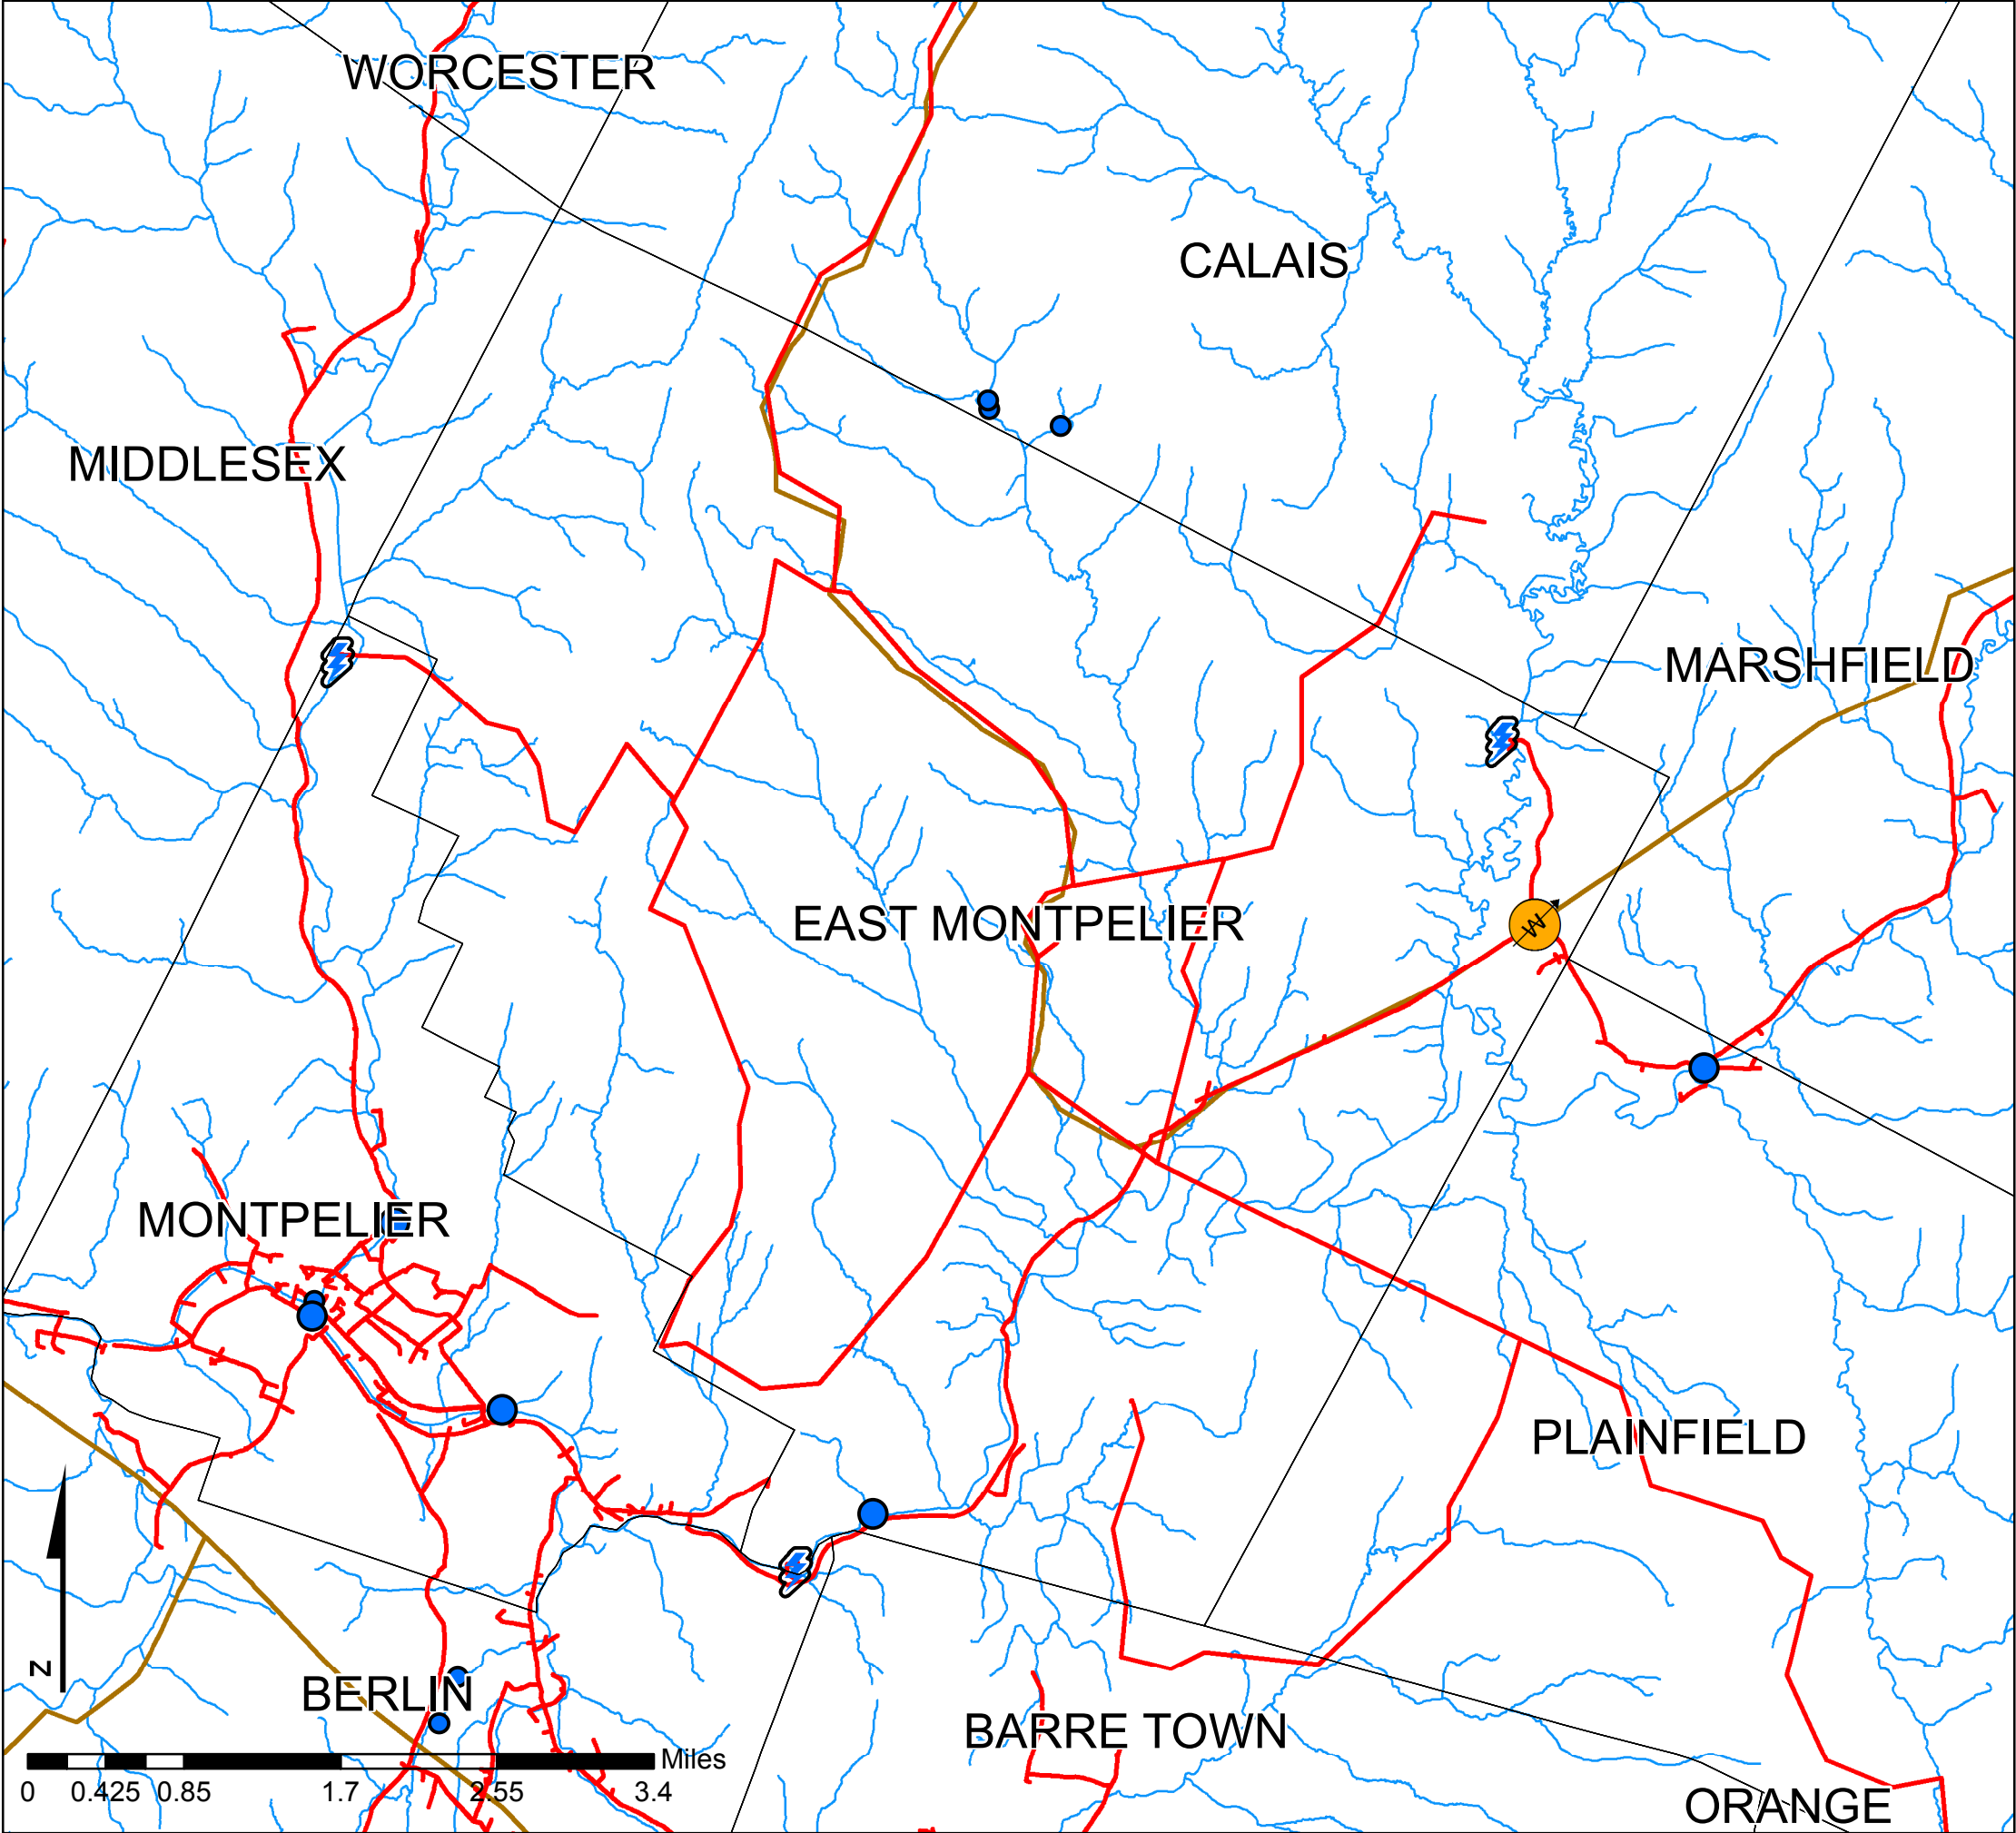 WORCESTER
CALAIS
MIDDLESEX
MARSHFIELD
EAST MONTPELIER
W
MONTPELIER
PLAINFIELD
N
BERLIN
BARRE TOWN
Miles
0 0.425 0.85 1.7 2.55 3.4
ORANGE